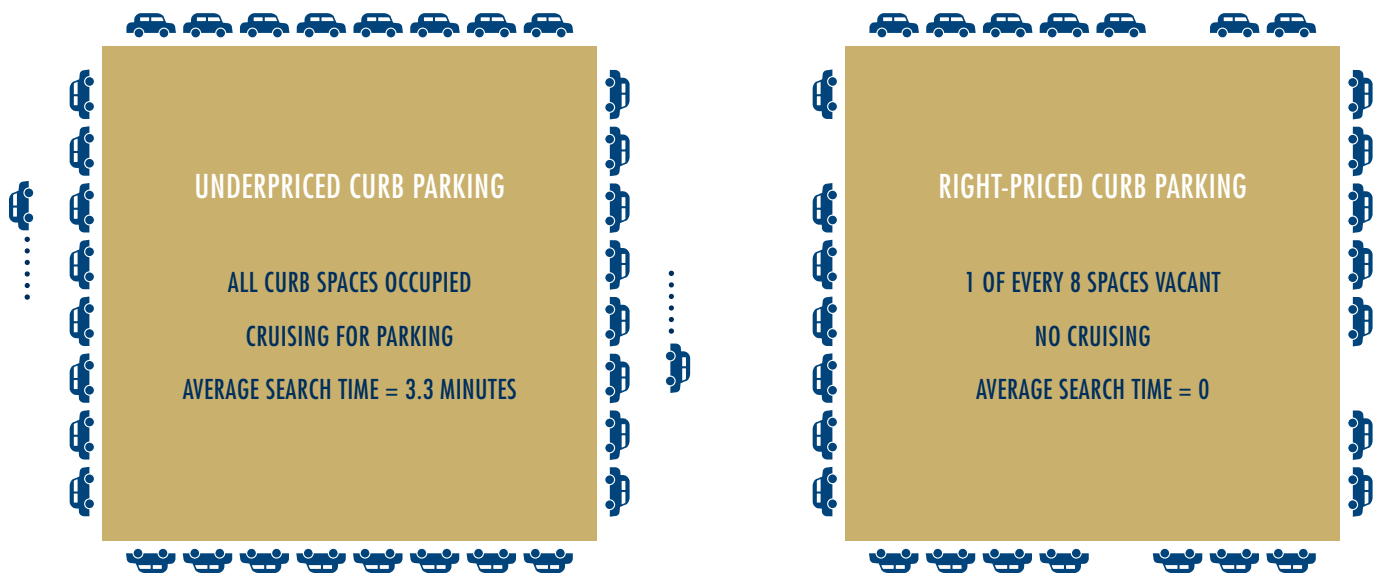 UNDERPRICED CURB PARKING
ALL CURB SPACES OCCUPIED
CRUISING FOR PARKING
AVERAGE SEARCH TIME = 3.3 MINUTES
RIGHT-PRICED CURB PARKING
1 OF EVERY 8 SPACES VACANT
NO CRUISING
AVERAGE SEARCH TIME = 0